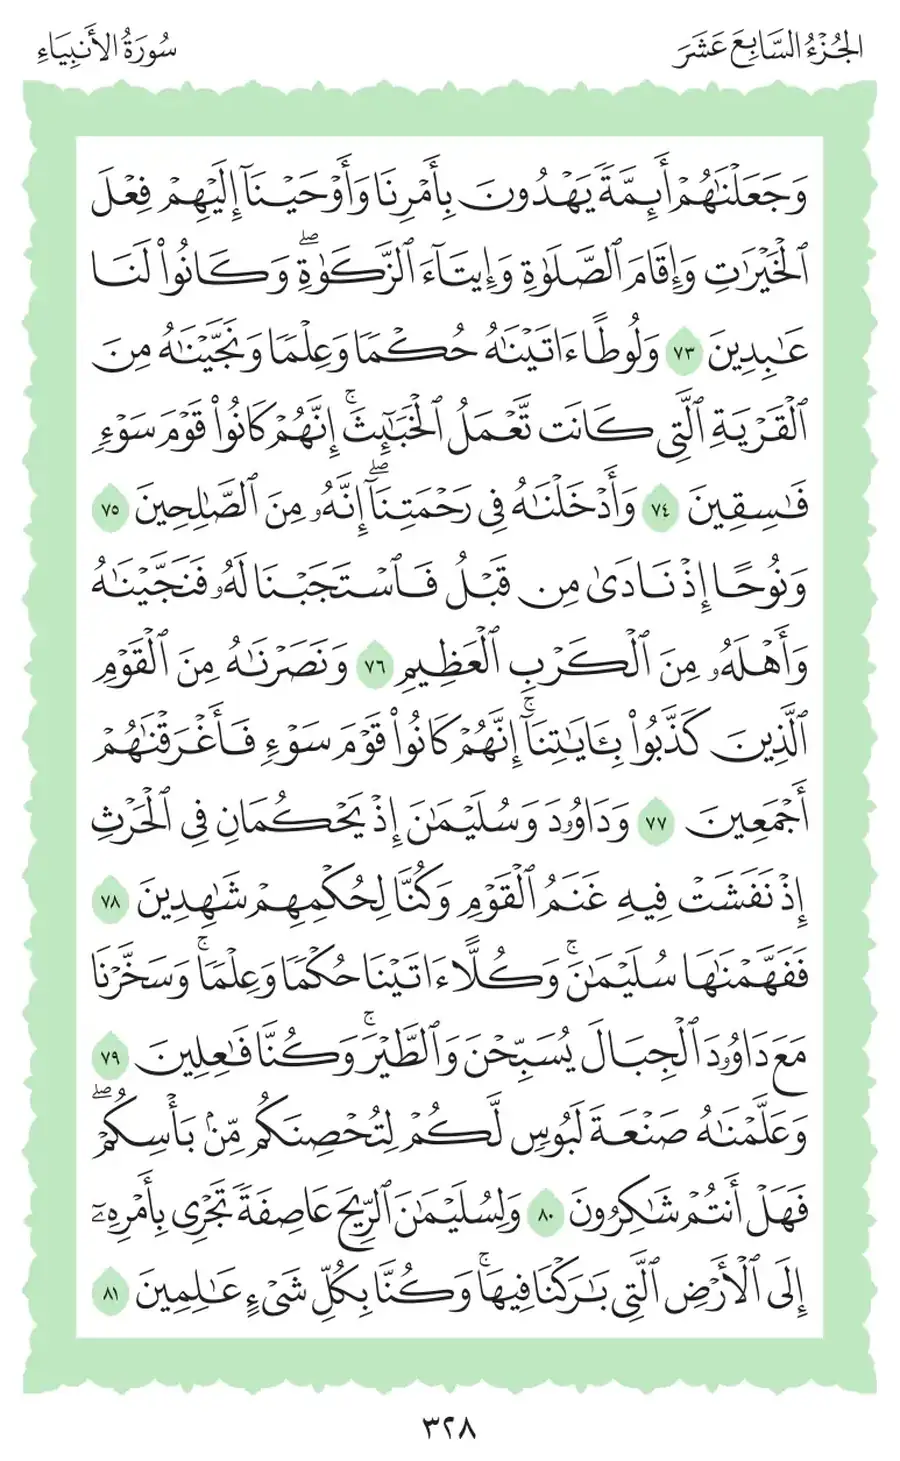 الجُزْءُ السَّابِعَ عَشَرَ
سُورَةُ الأَنبِيَاءِ
وَجَعَلْنَٰهُمْ أَئِمَّةً يَهْدُونَ بِأَمْرِنَا وَأَوْحَيْنَآ إِلَيْهِمْ فِعْلَ
ٱلْخَيْرَٰتِ وَإِقَامَ ٱلصَّلَوٰةِ وَإِيتَآءَ ٱلزَّكَوٰةِۖ وَكَانُوا۟ لَنَا
عَٰبِدِينَ ٧٣ وَلُوطًا ءَاتَيْنَٰهُ حُكْمًا وَعِلْمًا وَنَجَّيْنَٰهُ مِنَ
ٱلْقَرْيَةِ ٱلَّتِى كَانَت تَّعْمَلُ ٱلْخَبَٰٓئِثَۚ إِنَّهُمْ كَانُوا۟ قَوْمَ سَوْءٍ
فَٰسِقِينَ ٧٤ وَأَدْخَلْنَٰهُ فِى رَحْمَتِنَآۖ إِنَّهُۥ مِنَ ٱلصَّٰلِحِينَ ٧٥
وَنُوحًا إِذْ نَادَىٰ مِن قَبْلُ فَٱسْتَجَبْنَا لَهُۥ فَنَجَّيْنَٰهُ
وَأَهْلَهُۥ مِنَ ٱلْكَرْبِ ٱلْعَظِيمِ ٧٦ وَنَصَرْنَٰهُ مِنَ ٱلْقَوْمِ
ٱلَّذِينَ كَذَّبُوا۟ بِـَٔايَٰتِنَآۚ إِنَّهُمْ كَانُوا۟ قَوْمَ سَوْءٍ فَأَغْرَقْنَٰهُمْ
أَجْمَعِينَ ٧٧ وَدَاوُۥدَ وَسُلَيْمَٰنَ إِذْ يَحْكُمَانِ فِى ٱلْحَرْثِ
إِذْ نَفَشَتْ فِيهِ غَنَمُ ٱلْقَوْمِ وَكُنَّا لِحُكْمِهِمْ شَٰهِدِينَ ٧٨
فَفَهَّمْنَٰهَا سُلَيْمَٰنَۚ وَكُلًّا ءَاتَيْنَا حُكْمًا وَعِلْمًاۚ وَسَخَّرْنَا
مَعَ دَاوُۥدَ ٱلْجِبَالَ يُسَبِّحْنَ وَٱلطَّيْرَۚ وَكُنَّا فَٰعِلِينَ ٧٩
وَعَلَّمْنَٰهُ صَنْعَةَ لَبُوسٍ لَّكُمْ لِتُحْصِنَكُم مِّنۢ بَأْسِكُمْۖ
فَهَلْ أَنتُمْ شَٰكِرُونَ ٨٠ وَلِسُلَيْمَٰنَ ٱلرِّيحَ عَاصِفَةً تَجْرِى بِأَمْرِهِۦٓ
إِلَى ٱلْأَرْضِ ٱلَّتِى بَٰرَكْنَا فِيهَاۚ وَكُنَّا بِكُلِّ شَىْءٍ عَٰلِمِينَ ٨١
٣٢٨